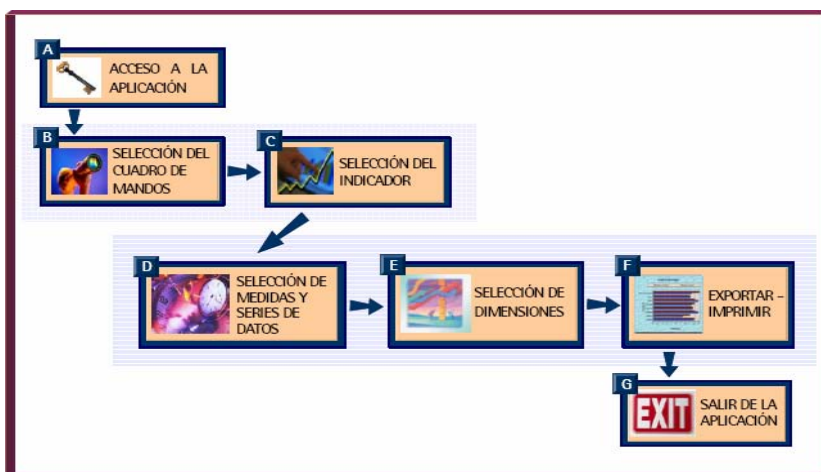 A
ACCESO A LA
APLICACIÓN
B
SELECCIÓN DEL
CUADRO DE
MANDOS
C
SELECCIÓN DEL
INDICADOR
D
SELECCIÓN DE
MEDIDAS Y
SERIES DE
DATOS
E
SELECCIÓN DE
DIMENSIONES
F
EXPORTAR –
IMPRIMIR
G
EXIT
SALIR DE LA
APLICACIÓN